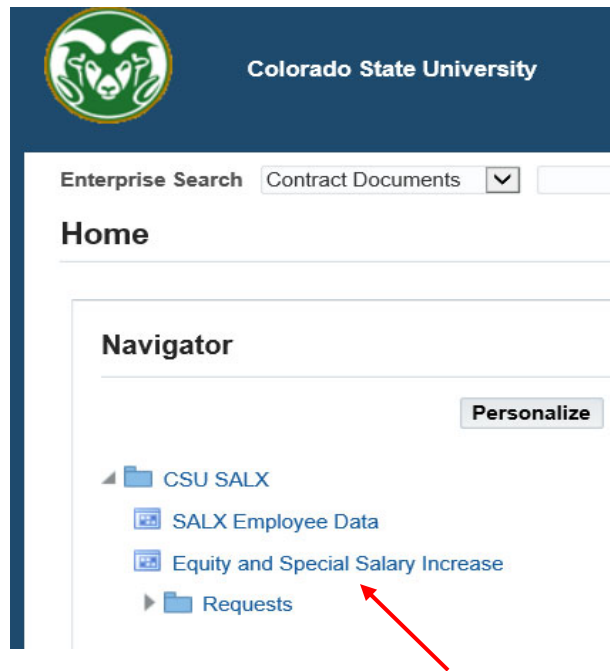 Colorado State University
Enterprise Search Contract Documents
Home
Navigator
Personalize
CSU SALX
SALX Employee Data
Equity and Special Salary Increase
Requests